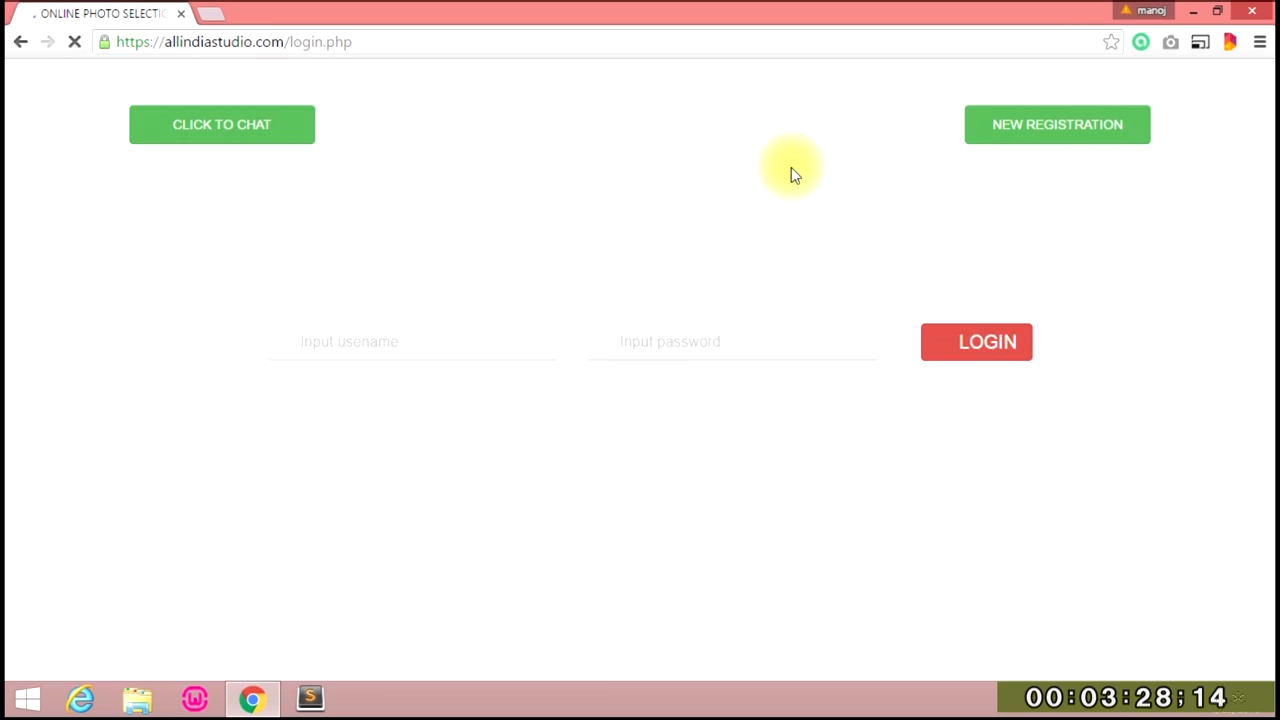 ONLINE PHOTO SELECTIC
manoj
https://allindiastudio.com/login.php
CLICK TO CHAT
NEW REGISTRATION
Input usename
Input password
LOGIN
00:03:28;14